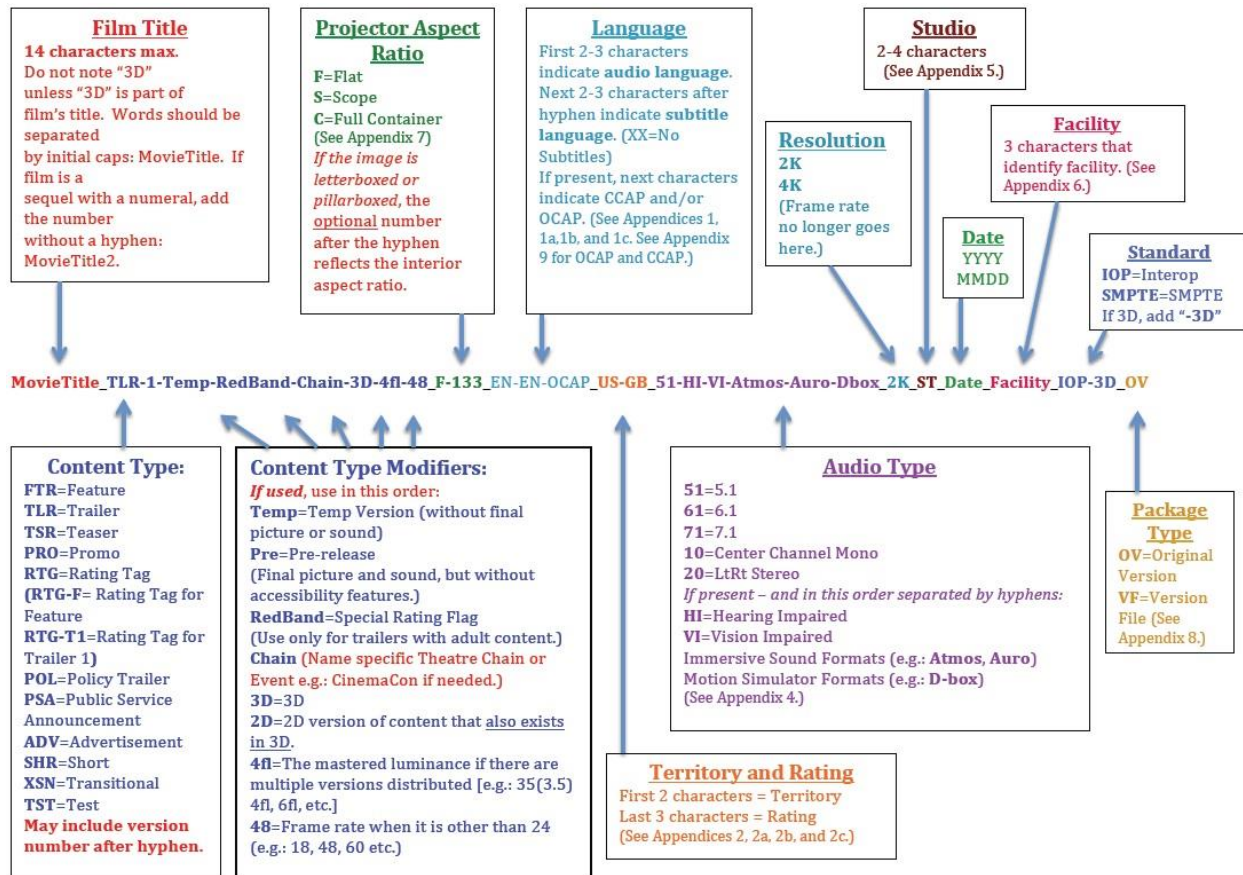 Film Title
14 characters max.
Do not note “3D”
unless “3D” is part of
film’s title. Words should be
separated
by initial caps: MovieTitle. If
film is a
sequel with a numeral, add
the number
without a hyphen:
MovieTitle2.
Projector Aspect
Ratio
F=Flat
S=Scope
C=Full Container
(See Appendix 7)
If the image is
letterboxed or
pillarboxed, the
optional number
after the hyphen
reflects the interior
aspect ratio.
Language
First 2-3 characters
indicate audio language.
Next 2-3 characters after
hyphen indicate subtitle
language. (XX=No
Subtitles)
If present, next characters
indicate CCAP and/or
OCAP. (See Appendices 1,
1a,1b, and 1c. See Appendix
9 for OCAP and CCAP.)
Resolution
2K
4K
(Frame rate
no longer goes
here.)
Studio
2-4 characters
(See Appendix 5.)
Date
YYYY
MMDD
Facility
3 characters that
identify facility. (See
Appendix 6.)
Standard
IOP=Interop
SMPTE=SMPTE
If 3D, add “-3D”
MovieTitle_TLR-1-Temp-RedBand-Chain-3D-4fl-48_F-133_EN-EN-OCAP_US-GB_51-HI-VI-Atmos-Auro-Dbox_2K_ST_Date_Facility_IOP-3D_OV
Content Type:
FTR=Feature
TLR=Trailer
TSR=Teaser
PRO=Promo
RTG=Rating Tag
(RTG-F= Rating Tag for
Feature
RTG-T1=Rating Tag for
Trailer 1)
POL=Policy Trailer
PSA=Public Service
Announcement
ADV=Advertisement
SHR=Short
XSN=Transitional
TST=Test
May include version
number after hyphen.
Content Type Modifiers:
If used, use in this order:
Temp=Temp Version (without final
picture or sound)
Pre=Pre-release
(Final picture and sound, but without
accessibility features.)
RedBand=Special Rating Flag
(Use only for trailers with adult content.)
Chain (Name specific Theatre Chain or
Event e.g.: CinemaCon if needed.)
3D=3D
2D=2D version of content that also exists
in 3D.
4fl=The mastered luminance if there are
multiple versions distributed [e.g.: 35(3.5)
4fl, 6fl, etc.]
48=Frame rate when it is other than 24
(e.g.: 18, 48, 60 etc.)
Audio Type
51=5.1
61=6.1
71=7.1
10=Center Channel Mono
20=LtRt Stereo
If present – and in this order separated by hyphens:
HI=Hearing Impaired
VI=Vision Impaired
Immersive Sound Formats (e.g.: Atmos, Auro)
Motion Simulator Formats (e.g.: D-box)
(See Appendix 4.)
Territory and Rating
First 2 characters = Territory
Last 3 characters = Rating
(See Appendices 2, 2a, 2b, and 2c.)
Package
Type
OV=Original
Version
VF=Version
File (See
Appendix 8.)